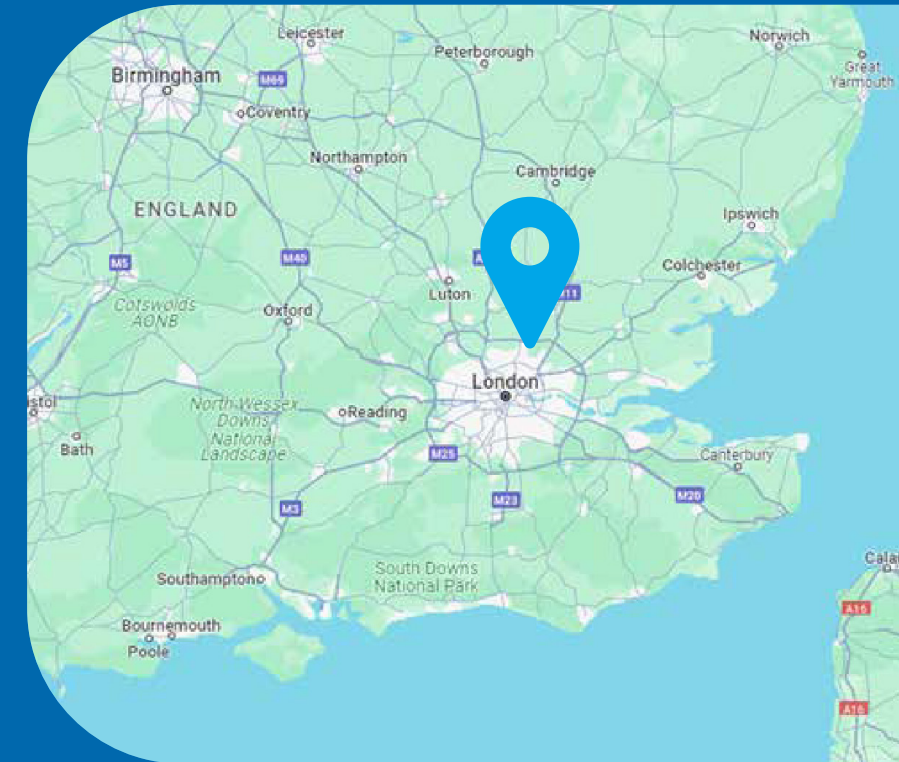 Leicester
Norwich
Peterborough
Great
Yarmouth
Birmingham
M69
Coventry
Northampton
Cambridge
ENGLAND
Ipswich
M40
M5
Colchester
Luton
M11
Cotswolds
AONB
Oxford
London
North Wessex
Downs
National
Landscape
Reading
Bath
M25
Canterbury
M20
M23
M3
South Downs
National Park
Southampton
A16
Bournemouth
Poole
A16